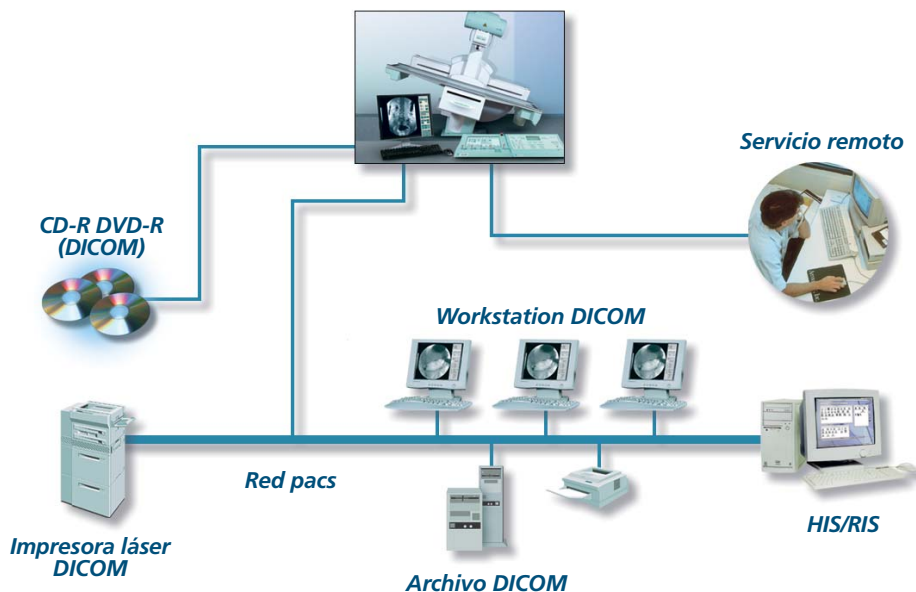 Servicio remoto
CD-R DVD-R
(DICOM)
Workstation DICOM
Red pacs
Impresora láser
DICOM
Archivo DICOM
HIS/RIS